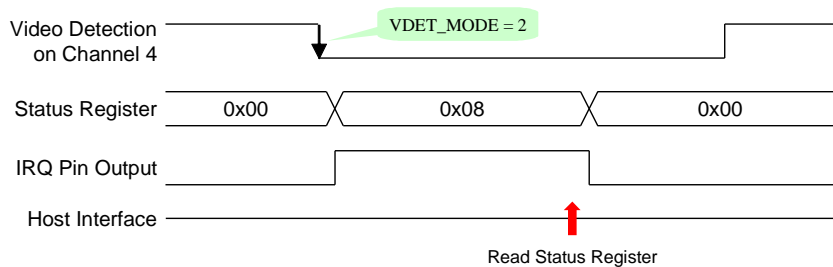 Video Detection
on Channel 4
VDET_MODE = 2
Status Register
0x00
0x08
0x00
IRQ Pin Output
Host Interface
Read Status Register